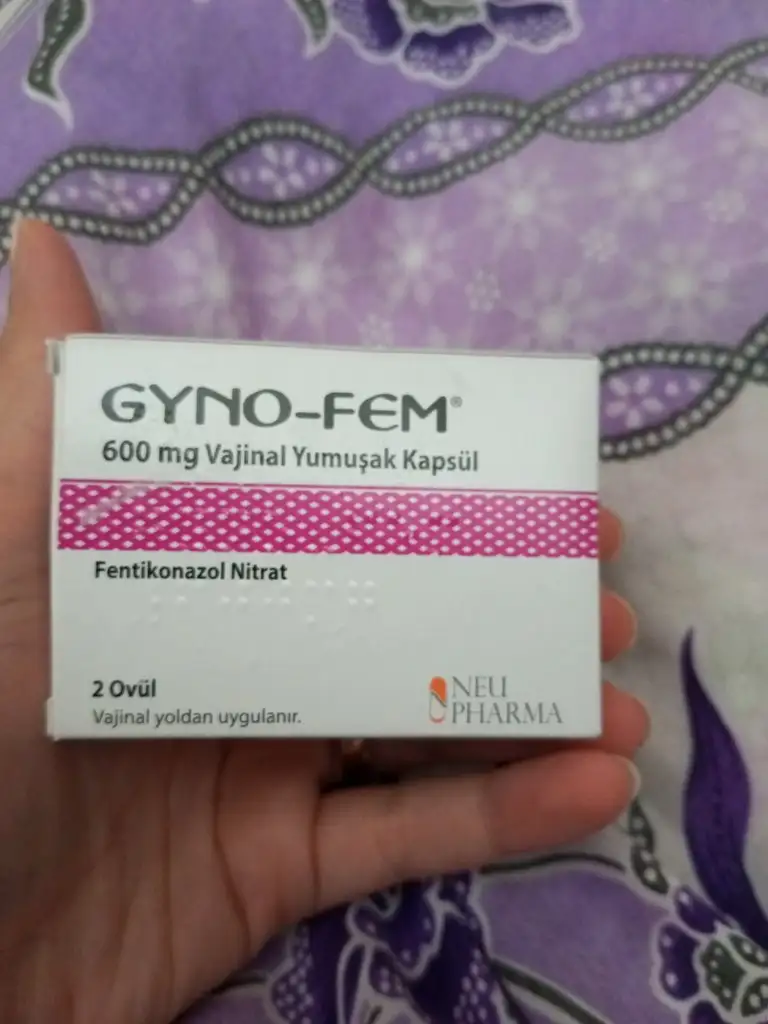 GYNO-FEM®
600 mg Vajinal Yumuşak Kapsül
Fentikonazol Nitrat
2 Ovül
Vajinal yoldan uygulanır.
NEU
PHARMA